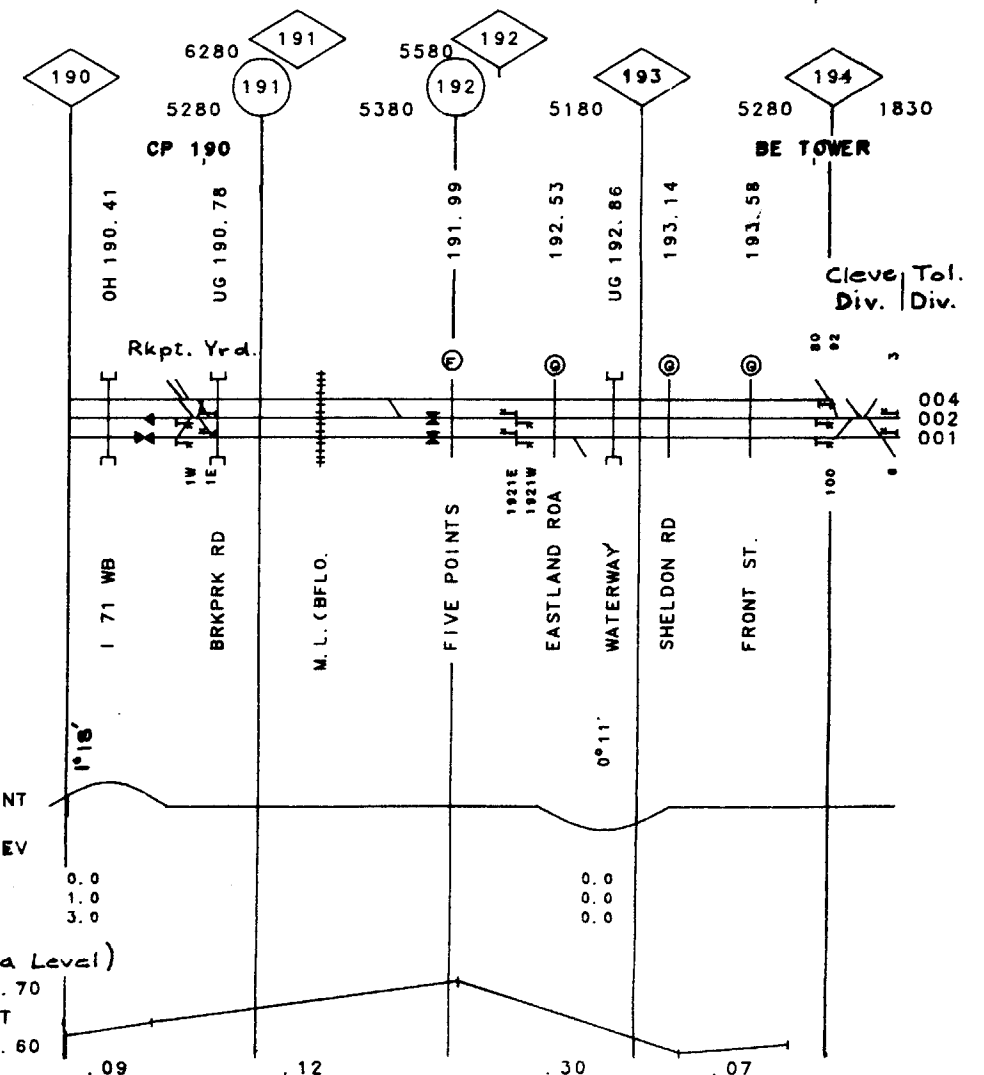 191 192
6280 5580
190 191 192 193 194
5280 5380 5180 5280 1830
CP 190 BE TOWER
OH 190.41
UG 190.78
191.99
192.53
UG 192.86
193.14
193.58
Cleve Tol.
Div. Div.
80
92
3
Rkpt. Yrd.
F G G G
004
002
001
1W
1E
1921E
1921W
100
I 71 WB
BRKPRK RD
M.L. (BFLO.
FIVE POINTS
EASTLAND ROA
WATERWAY
SHELDON RD
FRONT ST.
1°18'
0°11'
NT
EV
0.0 0.0
1.0 0.0
3.0 0.0
a Level)
.70
T
.60
.09 .12 .30 .07